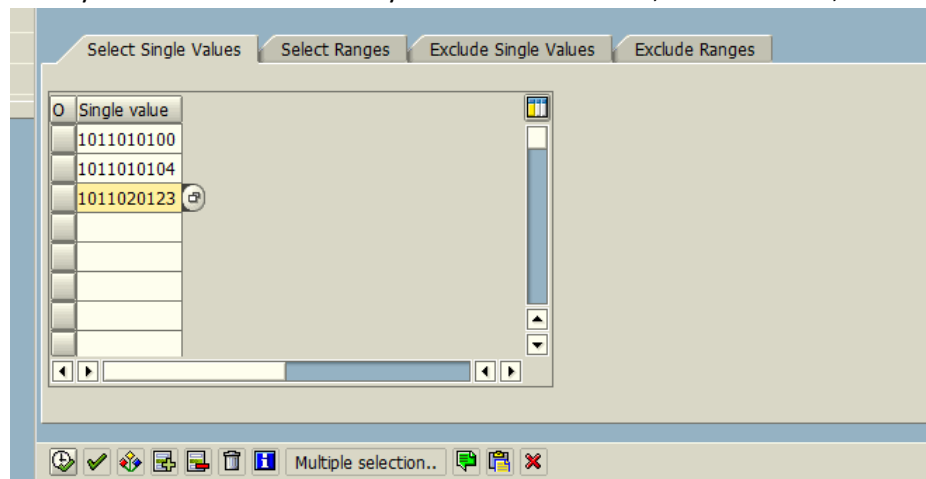 Select Single Values Select Ranges Exclude Single Values Exclude Ranges
O Single value
1011010100
1011010104
1011020123
Multiple selection..